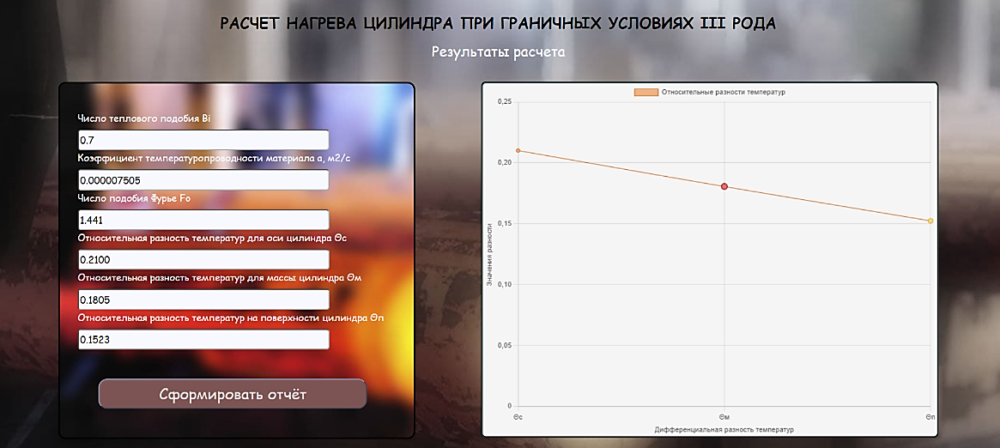 РАСЧЕТ НАГРЕВА ЦИЛИНДРА ПРИ ГРАНИЧНЫХ УСЛОВИЯХ III РОДА
Результаты расчета
Число теплового подобия Bi
0.7
Коэффициент температуропроводности материала a, м2/с
0.000007505
Число подобия Фурье Fo
1.441
Относительная разность температур для оси цилиндра Θс
0.2100
Относительная разность температур для массы цилиндра Θм
0.1805
Относительная разность температур на поверхности цилиндра Θп
0.1523
Сформировать отчёт
Относительные разности температур
0,25
0,20
0,15
0,10
0,05
0
Значения разности
Θс
Θм
Θп
Дифференциальная разность температур